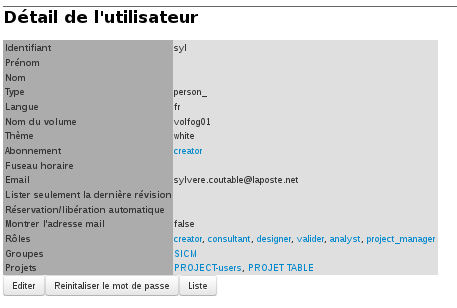 Détail de l'utilisateur
Identifiant syl
Prénom
Nom
Type person_
Langue fr
Nom du volume volfog01
Thème white
Abonnement creator
Fuseau horaire
Email sylvere.coutable@laposte.net
Lister seulement la dernière révision
Réservation/libération automatique
Montrer l'adresse mail false
Rôles creator, consultant, designer, valider, analyst, project_manager
Groupes SICM
Projets PROJECT-users, PROJET TABLE
Editer Reinitaliser le mot de passe Liste